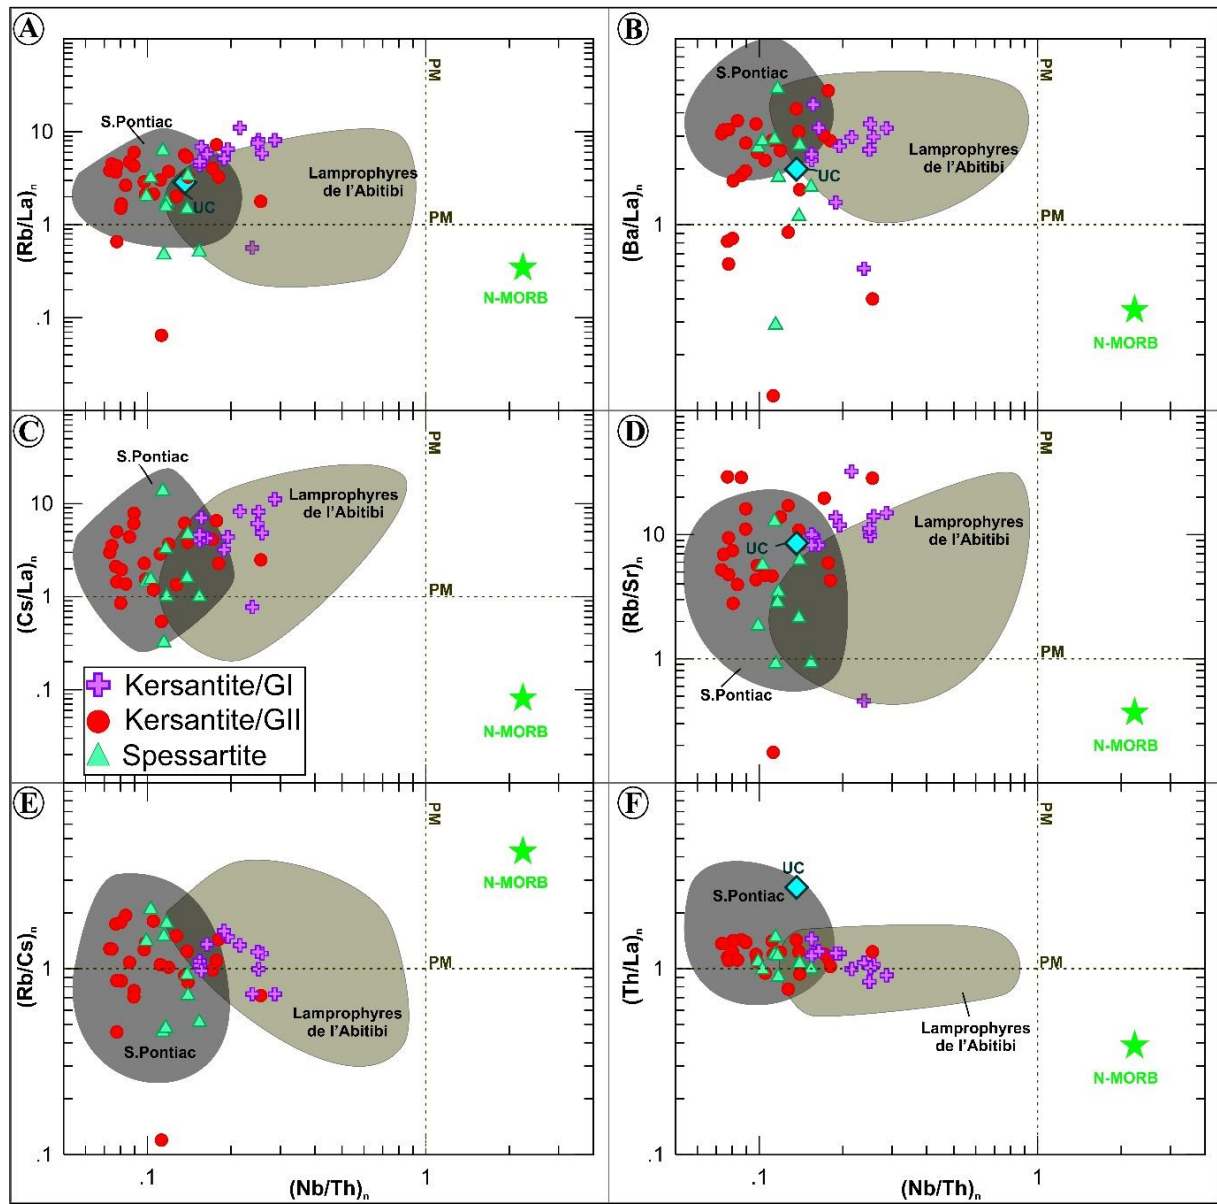 A
10
1
.1
(Rb/La)n
S.Pontiac
UC
Lamprophyres
de l'Abitibi
PM
PM
N-MORB
B
10
1
.1
(Ba/La)n
S.Pontiac
UC
Lamprophyres
de l'Abitibi
PM
PM
N-MORB
C
10
1
.1
(Cs/La)n
S.Pontiac
Lamprophyres
de l'Abitibi
PM
PM
N-MORB
Kersantite/GI
Kersantite/GII
Spessartite
D
10
1
(Rb/Sr)n
UC
S.Pontiac
Lamprophyres
de l'Abitibi
PM
PM
N-MORB
E
1
.1
(Rb/Cs)n
S.Pontiac
Lamprophyres
de l'Abitibi
PM
PM
N-MORB
.1
1
(Nb/Th)n
F
1
.1
(Th/La)n
UC
S.Pontiac
Lamprophyres
de l'Abitibi
PM
PM
N-MORB
.1
1
(Nb/Th)n